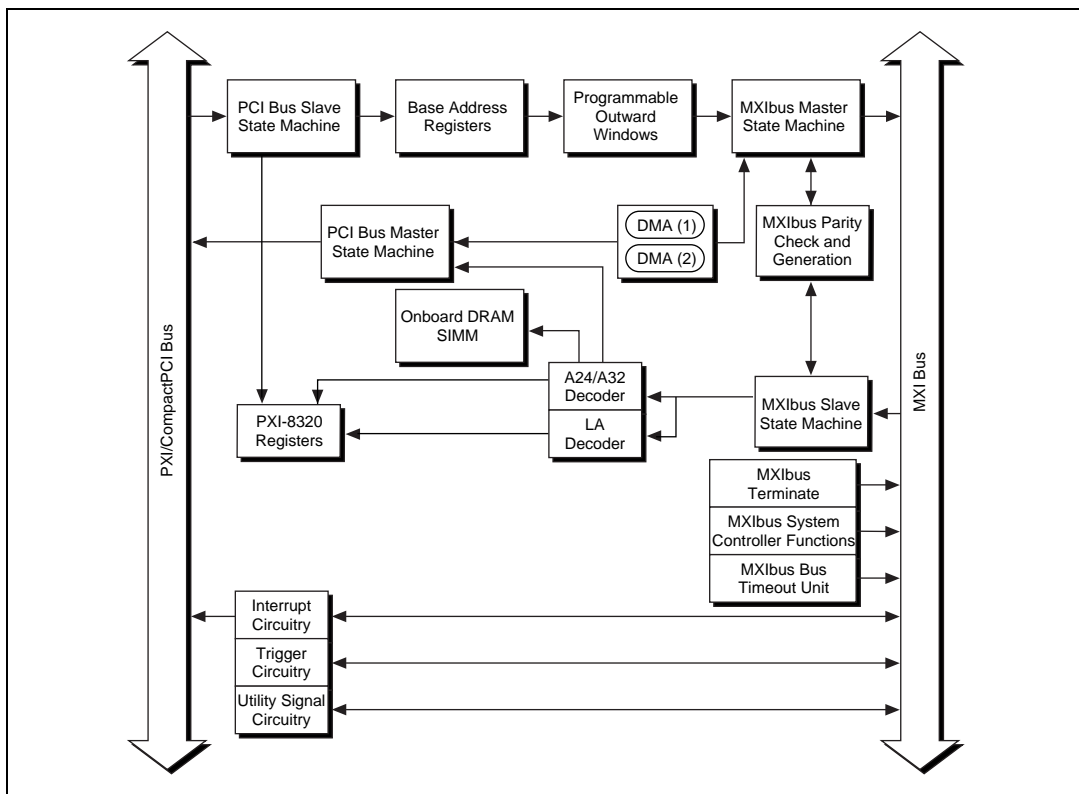 PCI Bus Slave
State Machine
Base Address
Registers
Programmable
Outward
Windows
MXIbus Master
State Machine
PCI Bus Master
State Machine
DMA (1)
DMA (2)
MXIbus Parity
Check and
Generation
Onboard DRAM
SIMM
PXI/CompactPCI Bus
MXI Bus
A24/A32
Decoder
LA
Decoder
MXIbus Slave
State Machine
PXI-8320
Registers
MXIbus
Terminate
MXIbus System
Controller Functions
MXIbus Bus
Timeout Unit
Interrupt
Circuitry
Trigger
Circuitry
Utility Signal
Circuitry